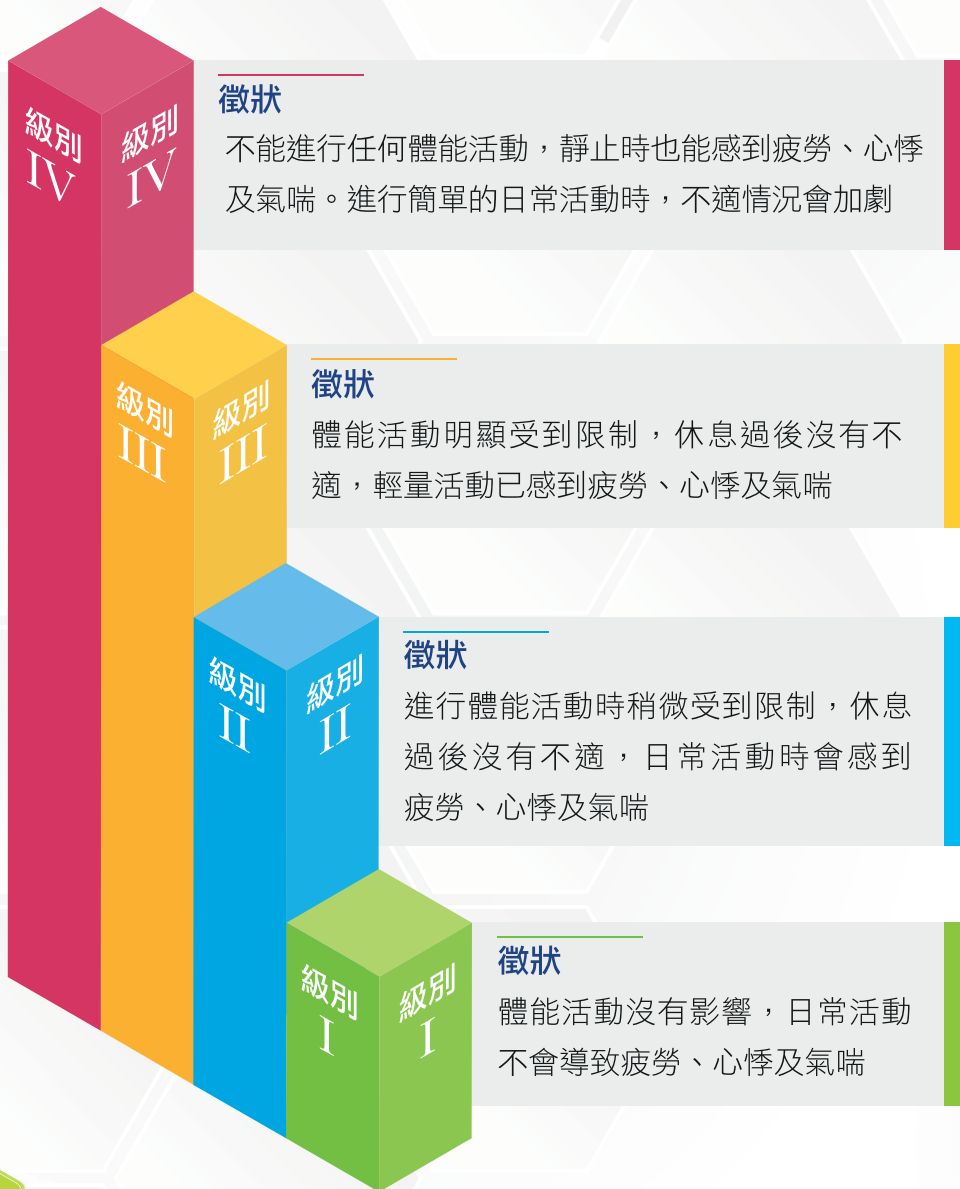 級別
IV
級別
IV
徵狀
不能進行任何體能活動，靜止時也能感到疲勞、心悸
及氣喘。進行簡單的日常活動時，不適情況會加劇
級別
III
級別
III
徵狀
體能活動明顯受到限制，休息過後沒有不
適，輕量活動已感到疲勞、心悸及氣喘
級別
II
級別
II
徵狀
進行體能活動時稍微受到限制，休息
過後沒有不適，日常活動時會感到
疲勞、心悸及氣喘
級別
I
級別
I
徵狀
體能活動沒有影響，日常活動
不會導致疲勞、心悸及氣喘